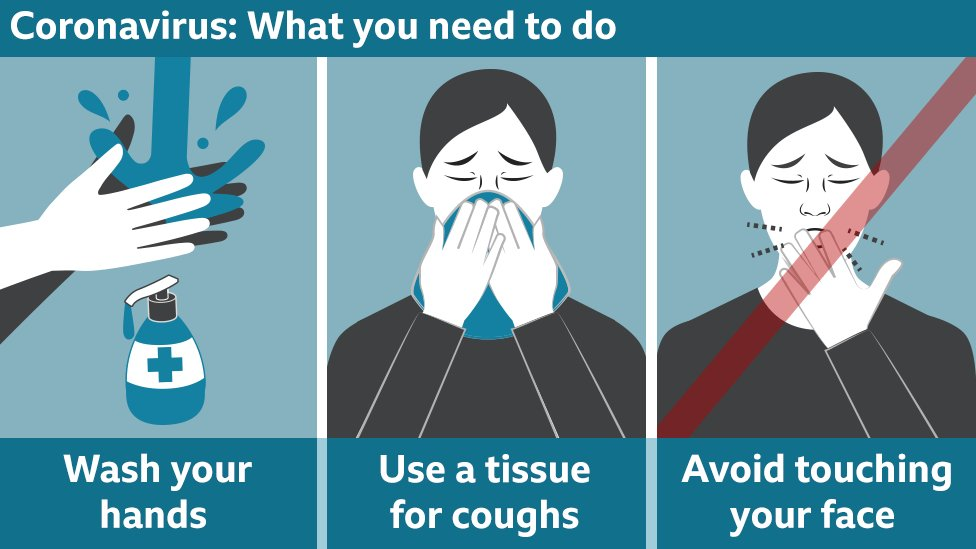 Coronavirus: What you need to do
Wash your
hands
Use a tissue
for coughs
Avoid touching
your face